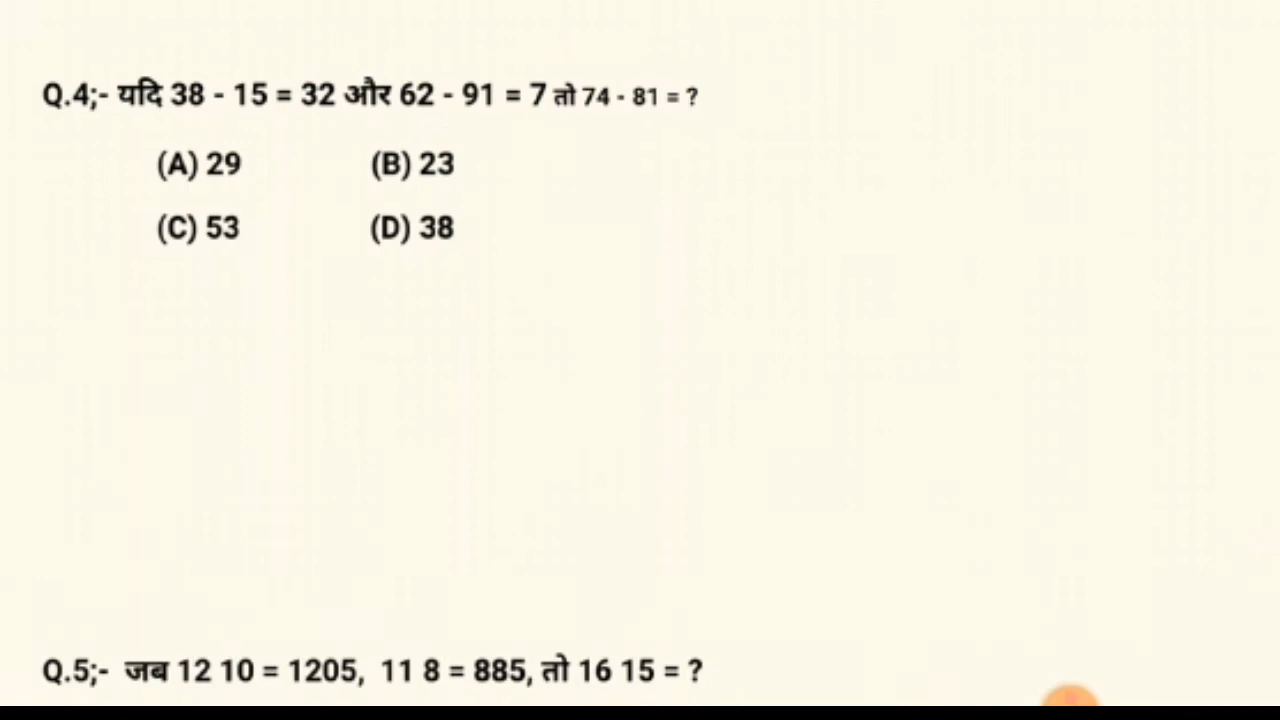 Q.4;- यदि 38 - 15 = 32 और 62 - 91 = 7 तो 74 - 81 = ?
(A) 29 (B) 23
(C) 53 (D) 38
Q.5;- जब 12 10 = 1205, 11 8 = 885, तो 16 15 = ?